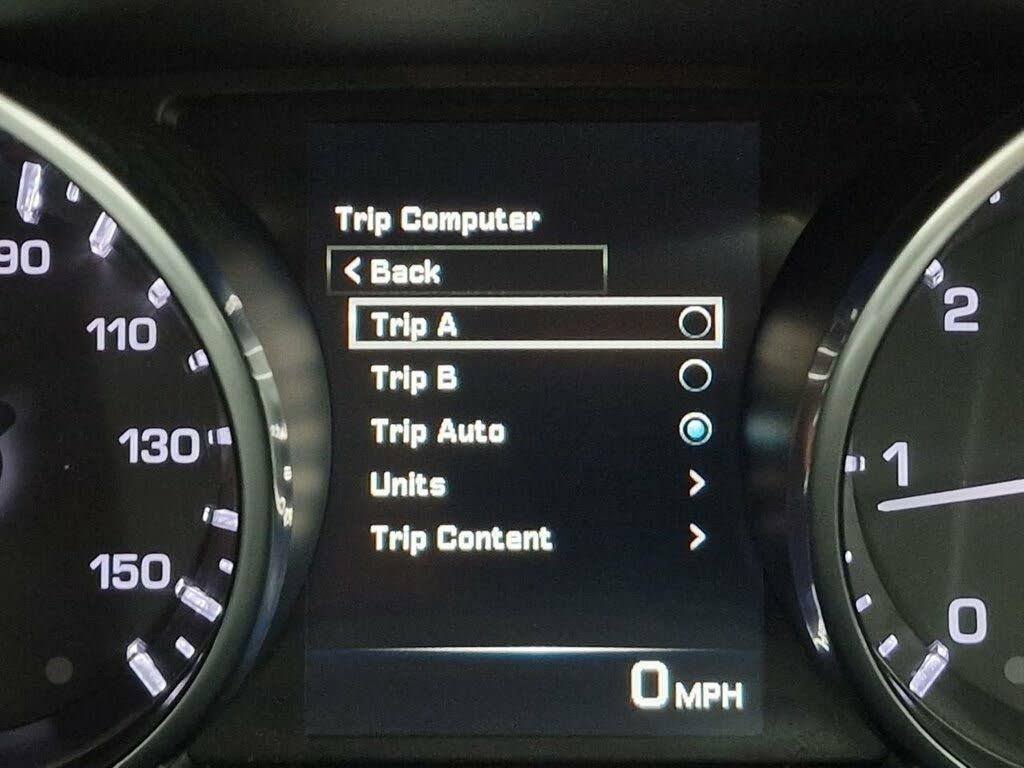 Trip Computer
< Back
Trip A
Trip B
Trip Auto
Units >
Trip Content >
0 MPH
90
110
130
150
2
1
0